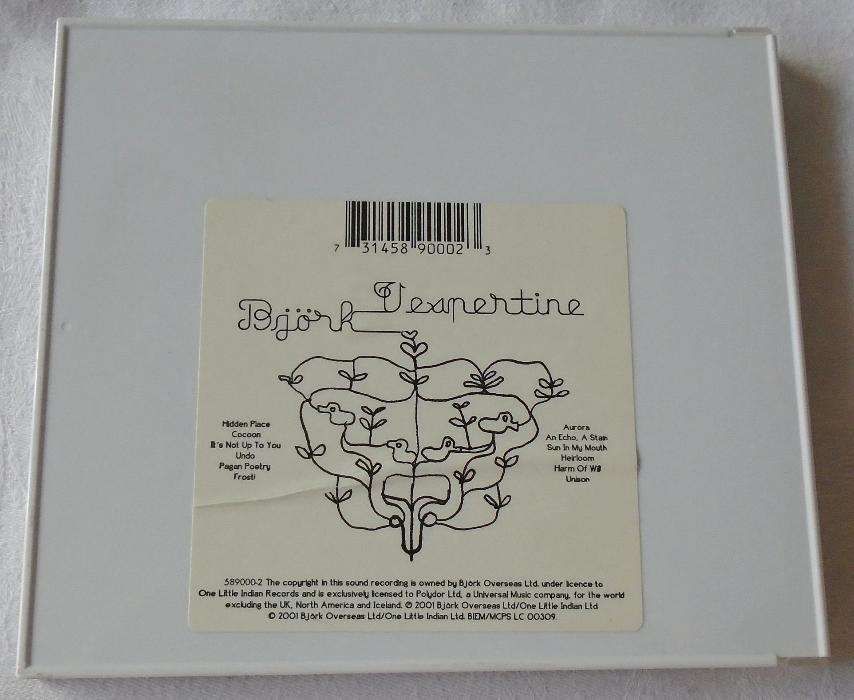 7 31458 90002 3
Björk Vespertine
Hidden Place
Cocoon
It's Not Up To You
Undo
Pagan Poetry
Frosti
Aurora
An Echo, A Stain
Sun In My Mouth
Heirloom
Harm Of Will
Unison
589000-2 The copyright in this sound recording is owned by Björk Overseas Ltd. under licence to
One Little Indian Records and is exclusively licensed to Polydor Ltd, a Universal Music company, for the world
excluding the UK, North America and Iceland. ℗ 2001 Björk Overseas Ltd/One Little Indian Ltd
© 2001 Björk Overseas Ltd/One Little Indian Ltd. BIEM/MCPS LC 00309.